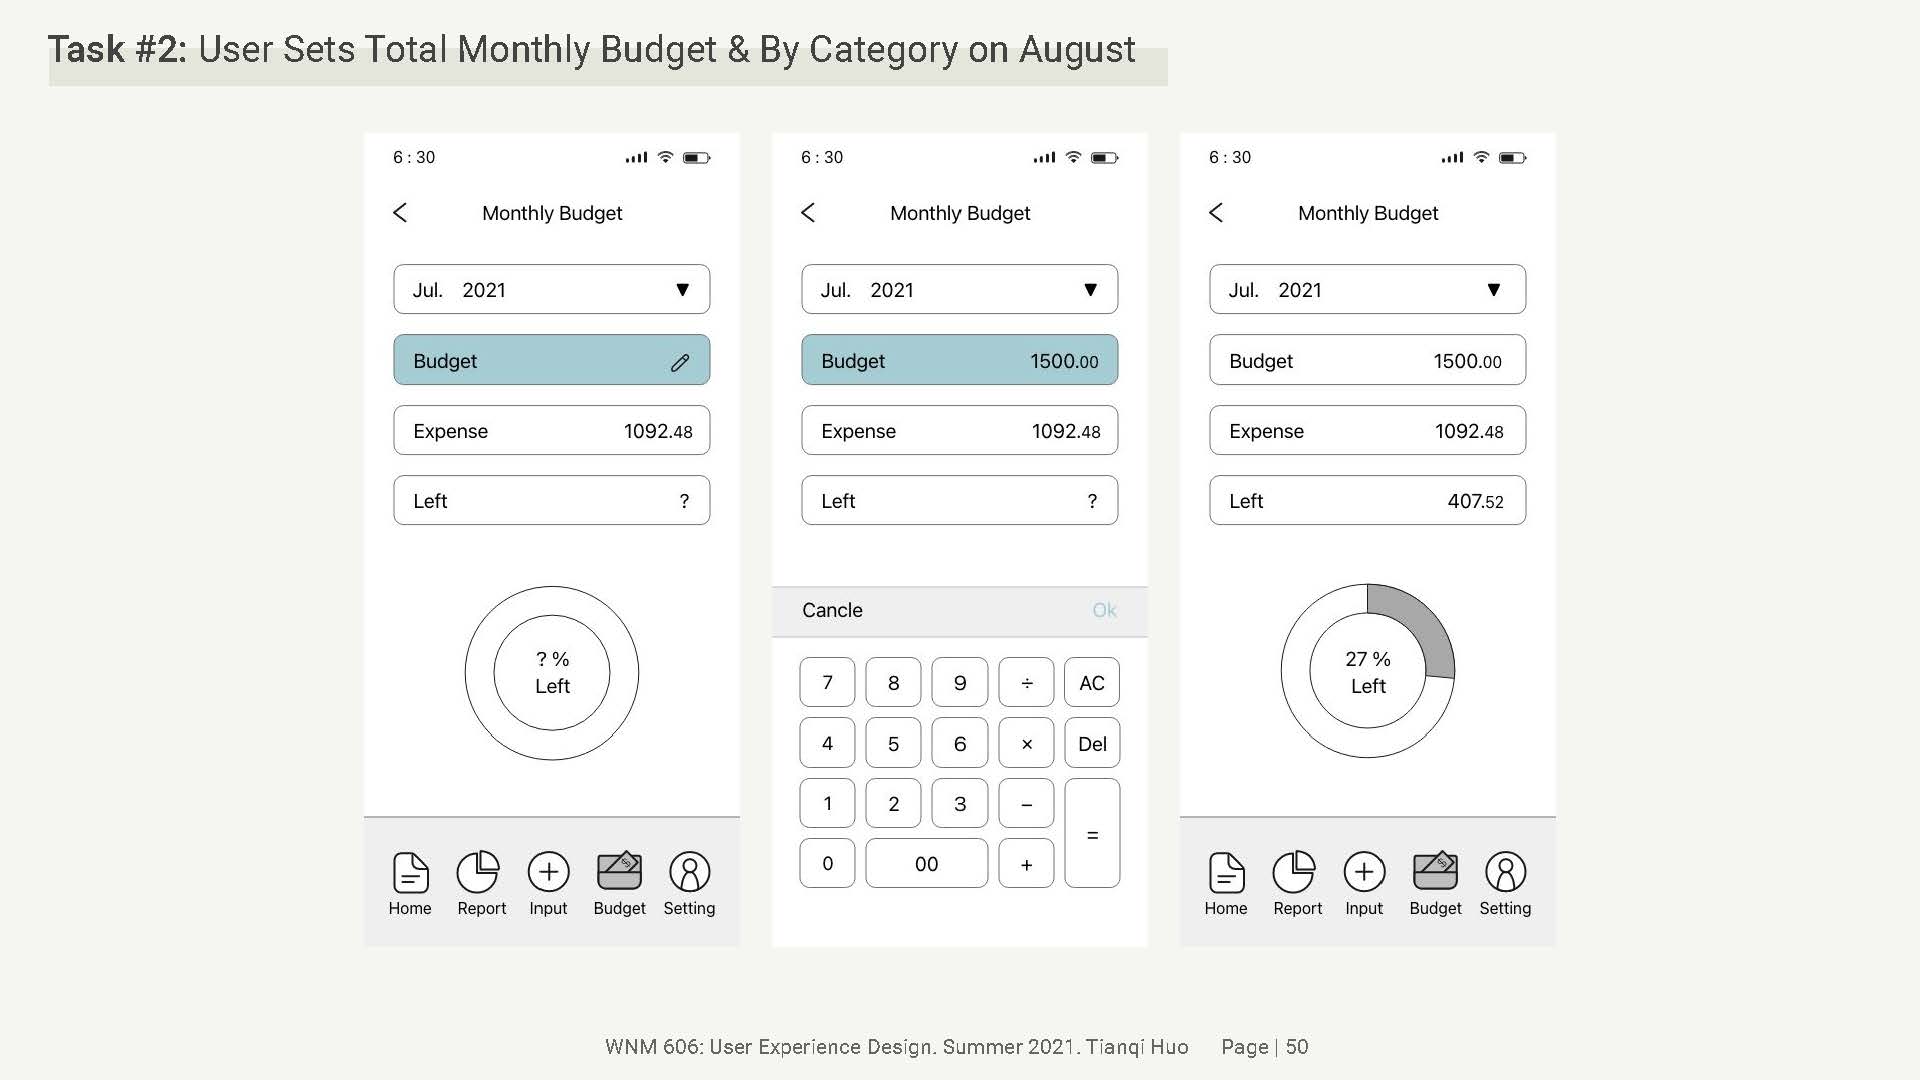 Task #2: User Sets Total Monthly Budget & By Category on August
6 : 30
Monthly Budget
Jul. 2021 ▼
Budget
Expense 1092.48
Left ?
? %
Left
Home Report Input Budget Setting
6 : 30
Monthly Budget
Jul. 2021 ▼
Budget 1500.00
Expense 1092.48
Left ?
Cancle Ok
7 8 9 ÷ AC
4 5 6 × Del
1 2 3 −
=
0 00 +
6 : 30
Monthly Budget
Jul. 2021 ▼
Budget 1500.00
Expense 1092.48
Left 407.52
27 %
Left
Home Report Input Budget Setting
WNM 606: User Experience Design. Summer 2021. Tianqi Huo Page | 50